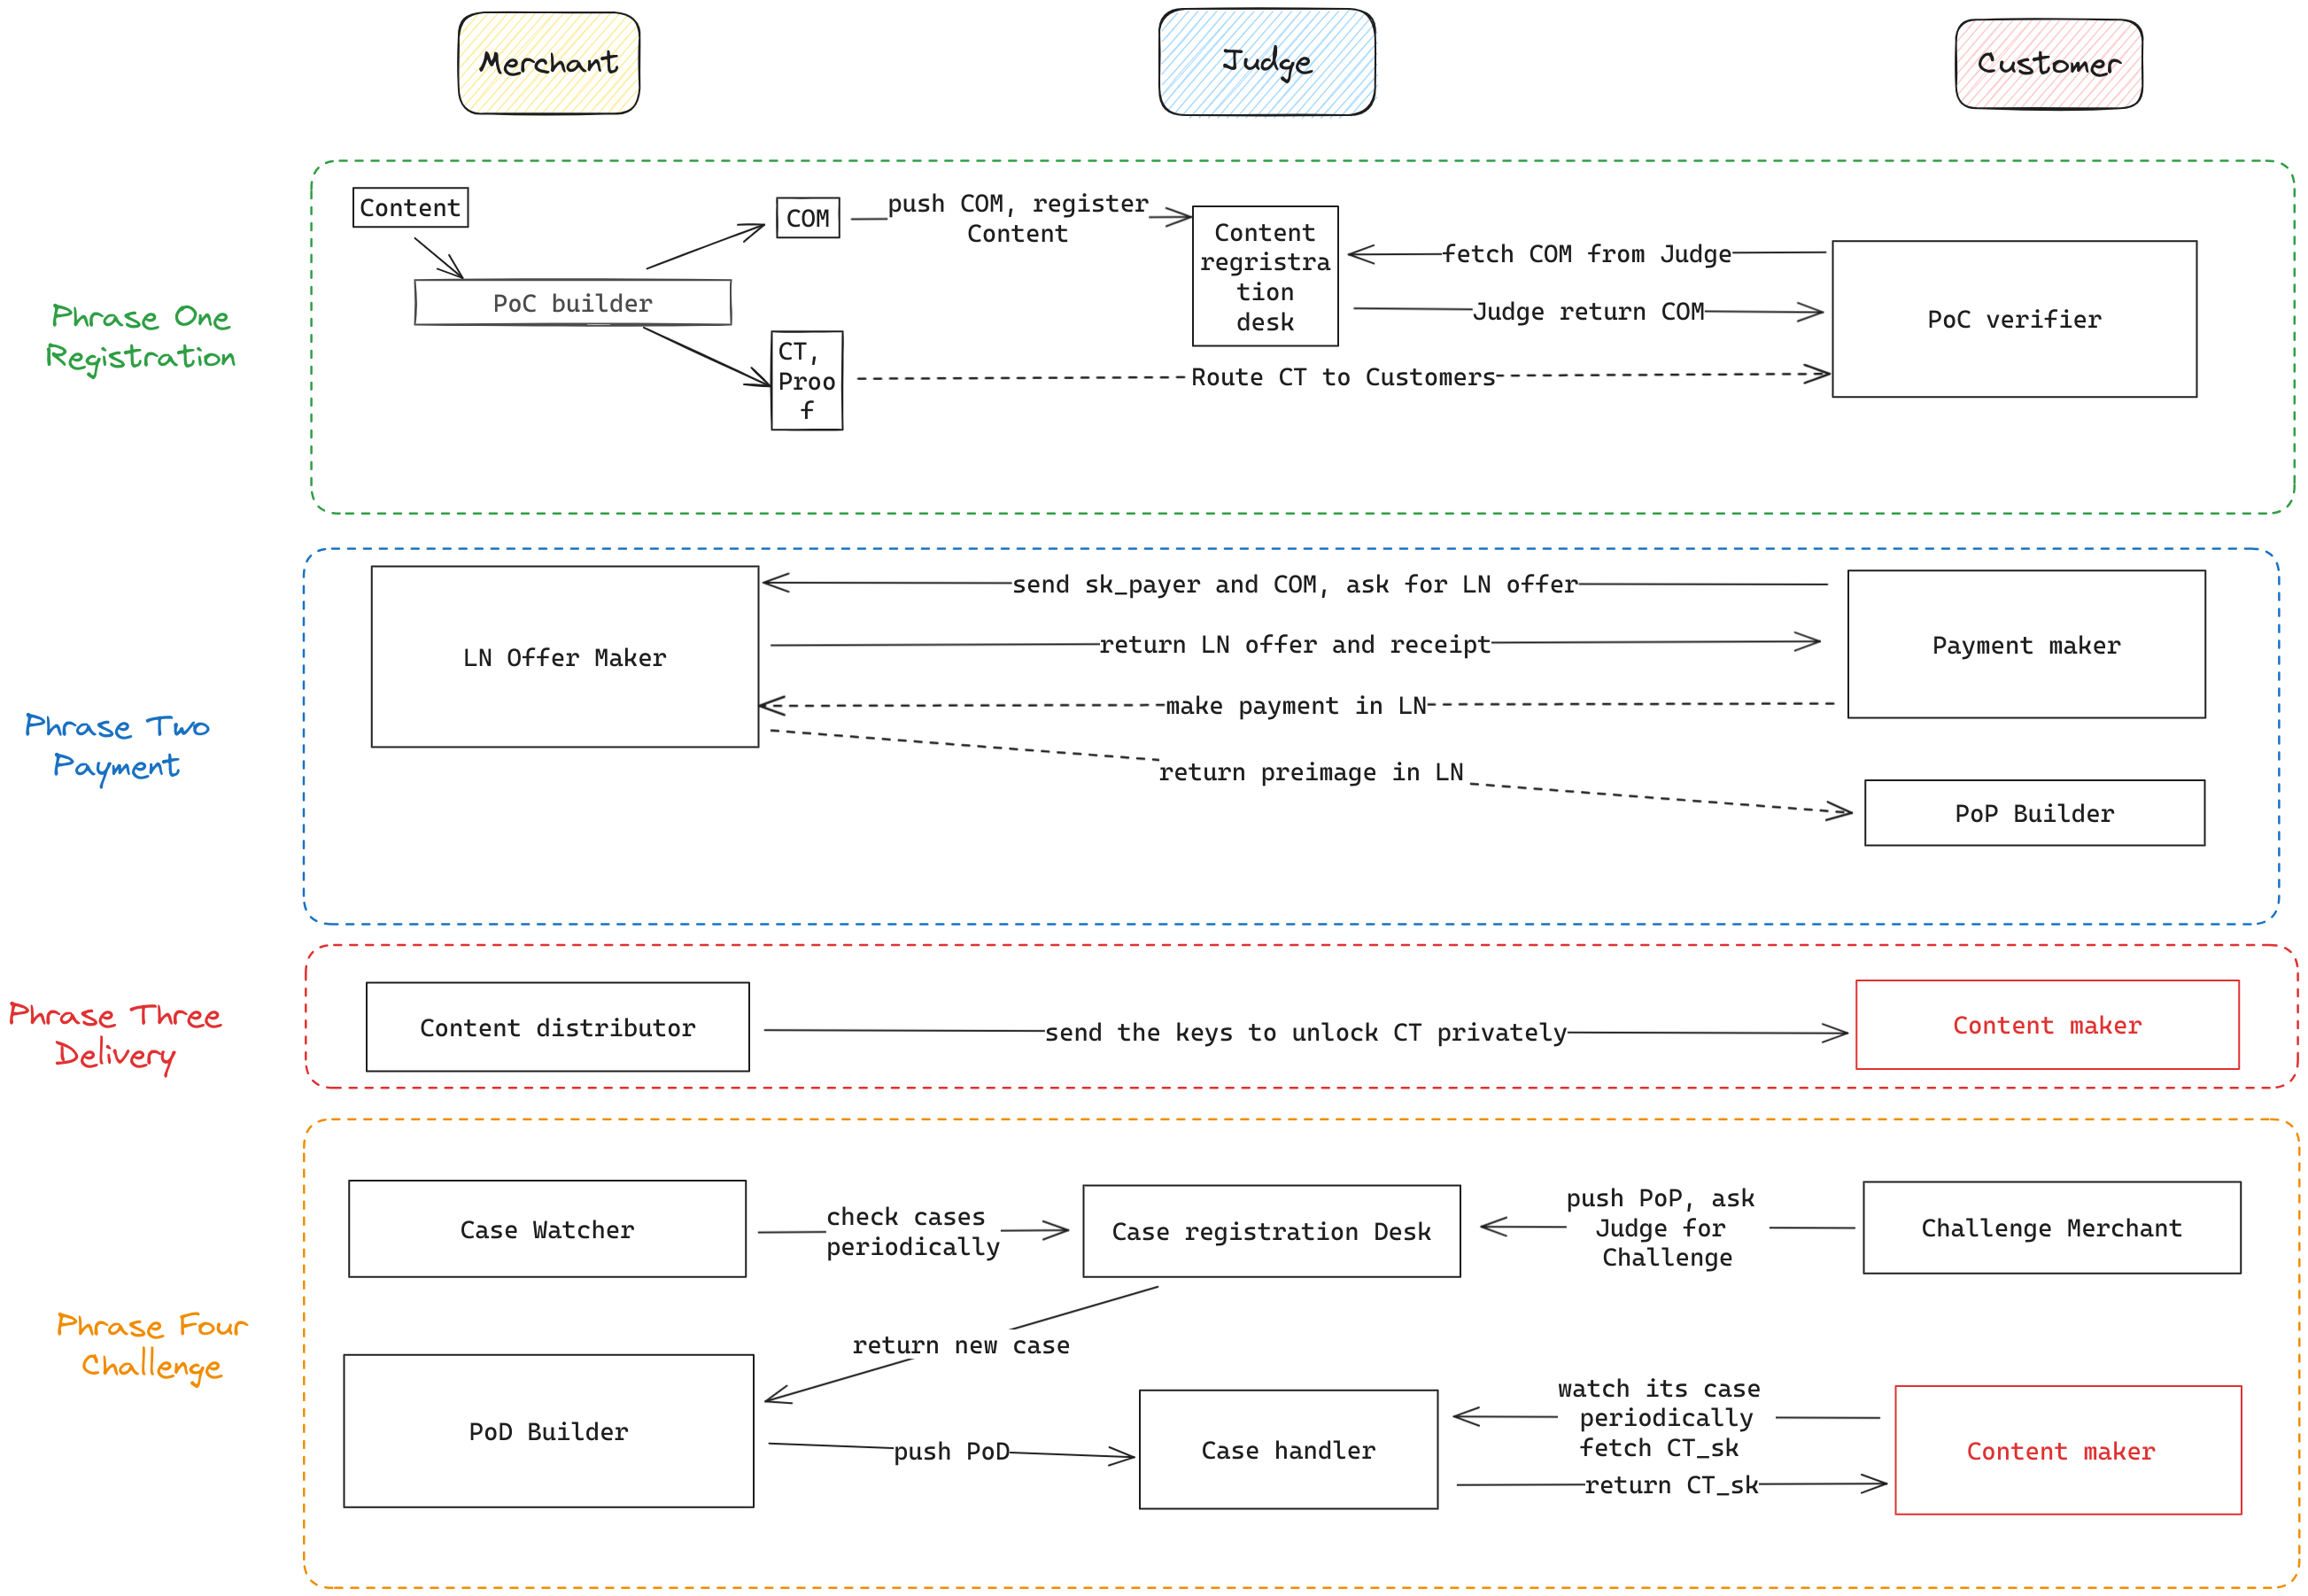 Merchant
Judge
Customer
Phrase One
Registration
Content
PoC builder
COM
CT,
Proo
f
push COM, register
Content
Content
regristra
tion
desk
fetch COM from Judge
Judge return COM
Route CT to Customers
PoC verifier
Phrase Two
Payment
LN Offer Maker
send sk_payer and COM, ask for LN offer
return LN offer and receipt
make payment in LN
return preimage in LN
Payment maker
PoP Builder
Phrase Three
Delivery
Content distributor
send the keys to unlock CT privately
Content maker
Phrase Four
Challenge
Case Watcher
check cases
periodically
Case registration Desk
push PoP, ask
Judge for
Challenge
Challenge Merchant
return new case
PoD Builder
push PoD
Case handler
watch its case
periodically
fetch CT_sk
return CT_sk
Content maker